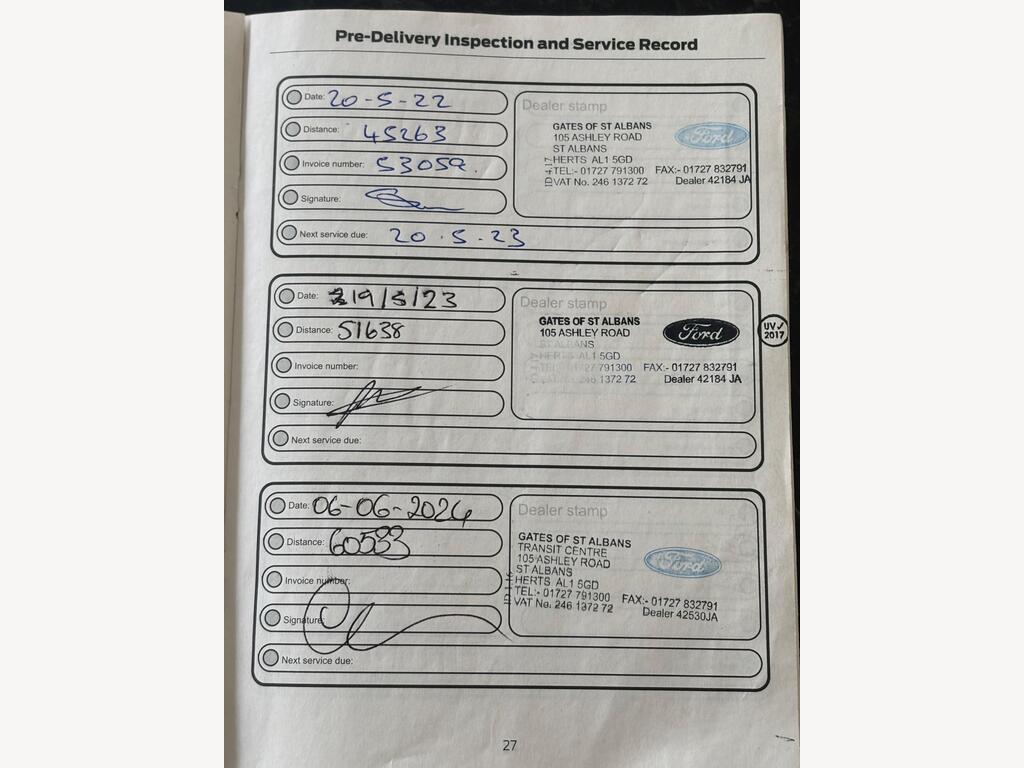 Pre-Delivery Inspection and Service Record
Date: 20-5-22
Distance: 45263
Invoice number: 53059.
Signature:
Next service due: 20.5.23
Dealer stamp
GATES OF ST ALBANS
105 ASHLEY ROAD
ST ALBANS
HERTS AL1 5GD
TEL:- 01727 791300 FAX:- 01727 832791
VAT No. 246 1372 72 Dealer 42184 JA
Ford
Date: 19/5/23
Distance: 51638
Invoice number:
Signature:
Next service due:
Dealer stamp
GATES OF ST ALBANS
105 ASHLEY ROAD
ST ALBANS
HERTS AL1 5GD
TEL:- 01727 791300 FAX:- 01727 832791
VAT No. 246 1372 72 Dealer 42184 JA
Ford
UV✓
2017
Date: 06-06-2024
Distance: 60533
Invoice number:
Signature:
Next service due:
Dealer stamp
GATES OF ST ALBANS
TRANSIT CENTRE
105 ASHLEY ROAD
ST ALBANS
HERTS AL1 5GD
TEL:- 01727 791300 FAX:- 01727 832791
VAT No. 246 1372 72 Dealer 42530JA
Ford
27